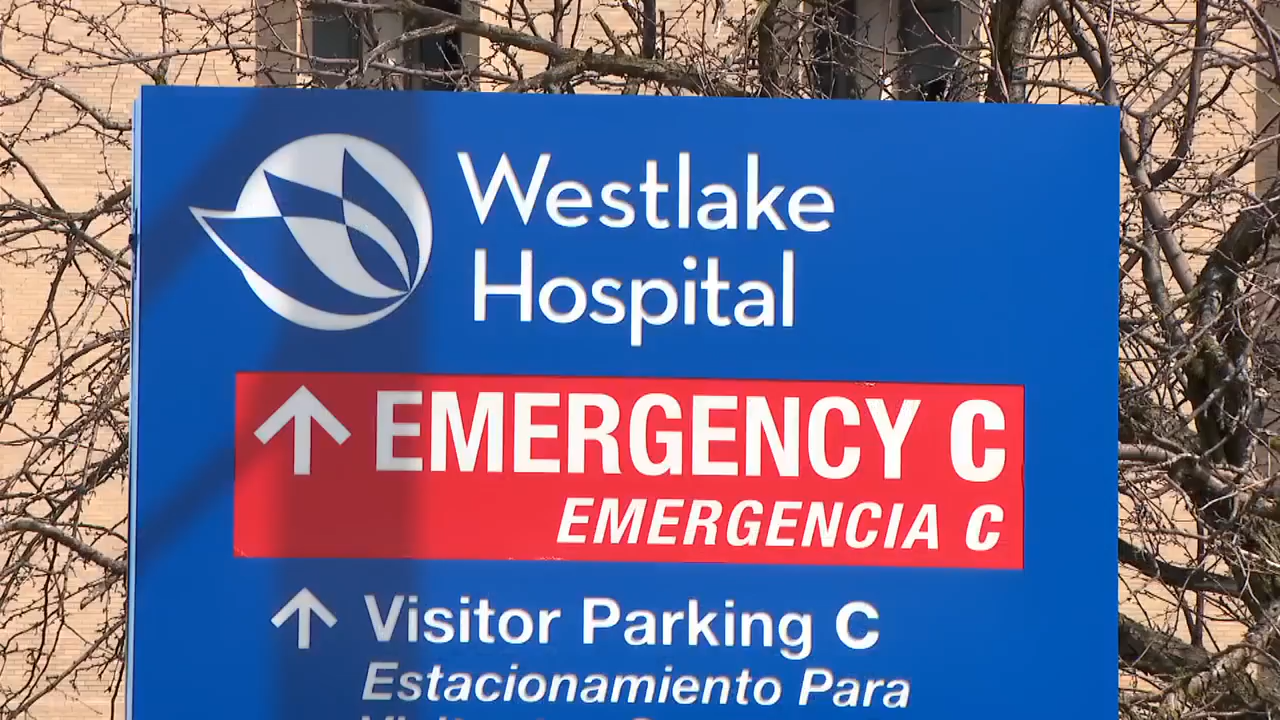 Westlake
Hospital
EMERGENCY C
EMERGENCIA C
Visitor Parking C
Estacionamiento Para